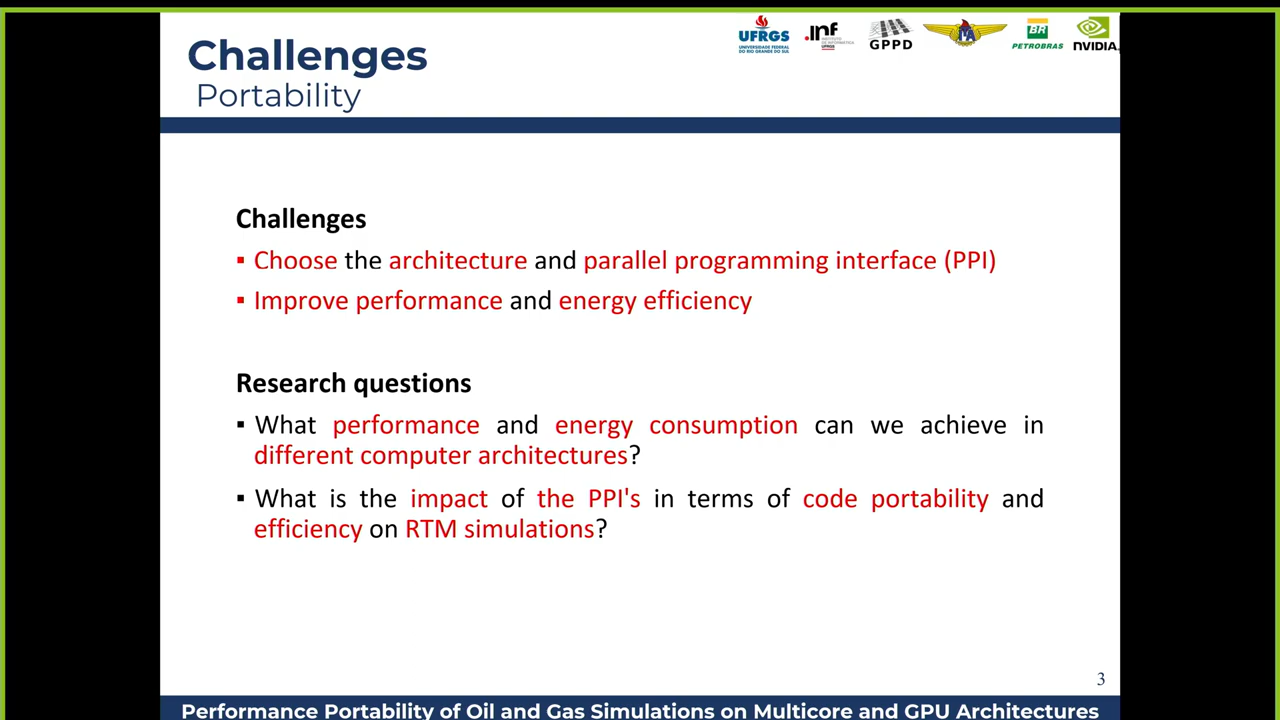 Challenges
Portability
UFRGS
UNIVERSIDADE FEDERAL
DO RIO GRANDE DO SUL
.INF
INSTITUTO
DE INFORMÁTICA
UFRGS
GPPD
BR
PETROBRAS
NVIDIA.
Challenges
▪ Choose the architecture and parallel programming interface (PPI)
▪ Improve performance and energy efficiency
Research questions
▪ What performance and energy consumption can we achieve in
different computer architectures?
▪ What is the impact of the PPI's in terms of code portability and
efficiency on RTM simulations?
3
Performance Portability of Oil and Gas Simulations on Multicore and GPU Architectures